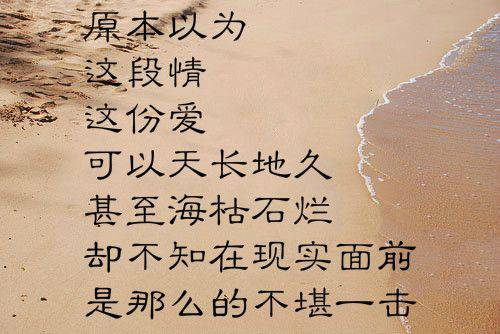 原本以为
这段情
这份爱
可以天长地久
甚至海枯石烂
却不知在现实面前
是那么的不堪一击